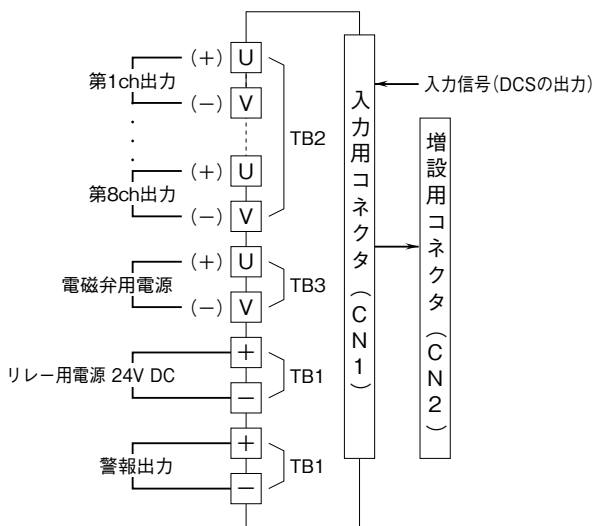 第1ch出力
(+) U
(−) V
第8ch出力
(+) U
(−) V
TB2
電磁弁用電源
(+) U
(−) V
TB3
リレー用電源 24V DC
+
−
TB1
警報出力
+
−
TB1
入力用コネクタ(CN1)
入力信号(DCSの出力)
増設用コネクタ(CN2)